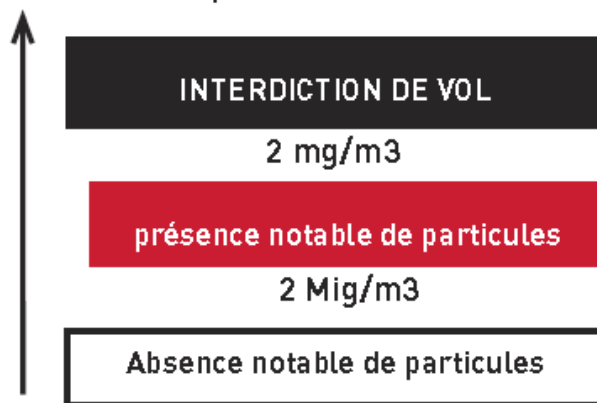 INTERDICTION DE VOL
2 mg/m3
présence notable de particules
2 Mig/m3
Absence notable de particules